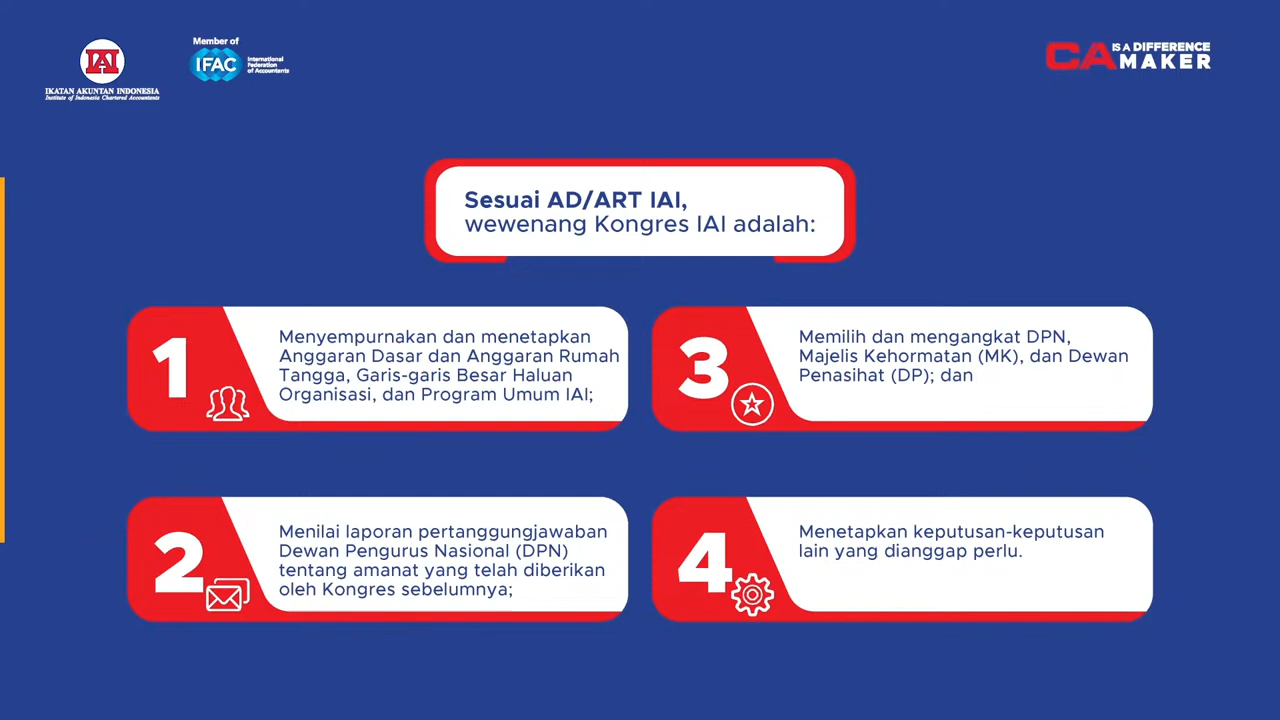 IAI
IKATAN AKUNTAN INDONESIA
Institute of Indonesia Chartered Accountants
Member of
IFAC
International
Federation
of Accountants
CA IS A DIFFERENCE
MAKER
Sesuai AD/ART IAI,
wewenang Kongres IAI adalah:
1
Menyempurnakan dan menetapkan
Anggaran Dasar dan Anggaran Rumah
Tangga, Garis-garis Besar Haluan
Organisasi, dan Program Umum IAI;
2
Menilai laporan pertanggungjawaban
Dewan Pengurus Nasional (DPN)
tentang amanat yang telah diberikan
oleh Kongres sebelumnya;
3
Memilih dan mengangkat DPN,
Majelis Kehormatan (MK), dan Dewan
Penasihat (DP); dan
4
Menetapkan keputusan-keputusan
lain yang dianggap perlu.